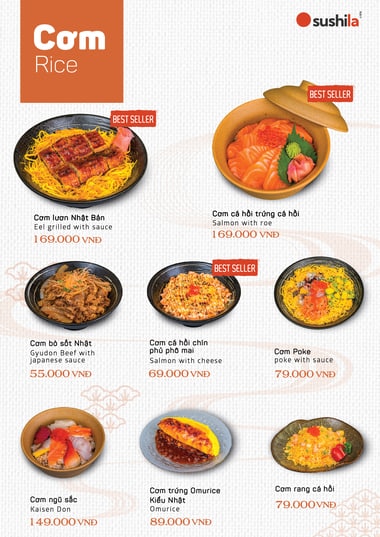 Cơm
Rice
sushila
BEST SELLER
BEST SELLER
Cơm lươn Nhật Bản
Eel grilled with sauce
169.000 VNĐ
Cơm cá hồi trứng cá hồi
Salmon with roe
169.000 VNĐ
BEST SELLER
Cơm bò sốt Nhật
Gyudon Beef with
japanese sauce
55.000 VNĐ
Cơm cá hồi chín
phủ phô mai
Salmon with cheese
69.000 VNĐ
Cơm Poke
poke with sauce
79.000 VNĐ
Cơm ngũ sắc
Kaisen Don
149.000 VNĐ
Cơm trứng Omurice
Kiểu Nhật
Omurice
89.000 VNĐ
Cơm rang cá hồi
79.000 VNĐ